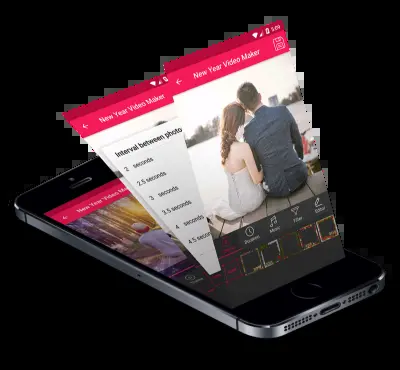 5:09
New Year Video Maker
Duration
Music
Filter
Editor
New Year Video Maker
Interval between photo
2 seconds
2.5 seconds
3 seconds
3.5 seconds
4 seconds
4.5 seconds
New Year Video Maker